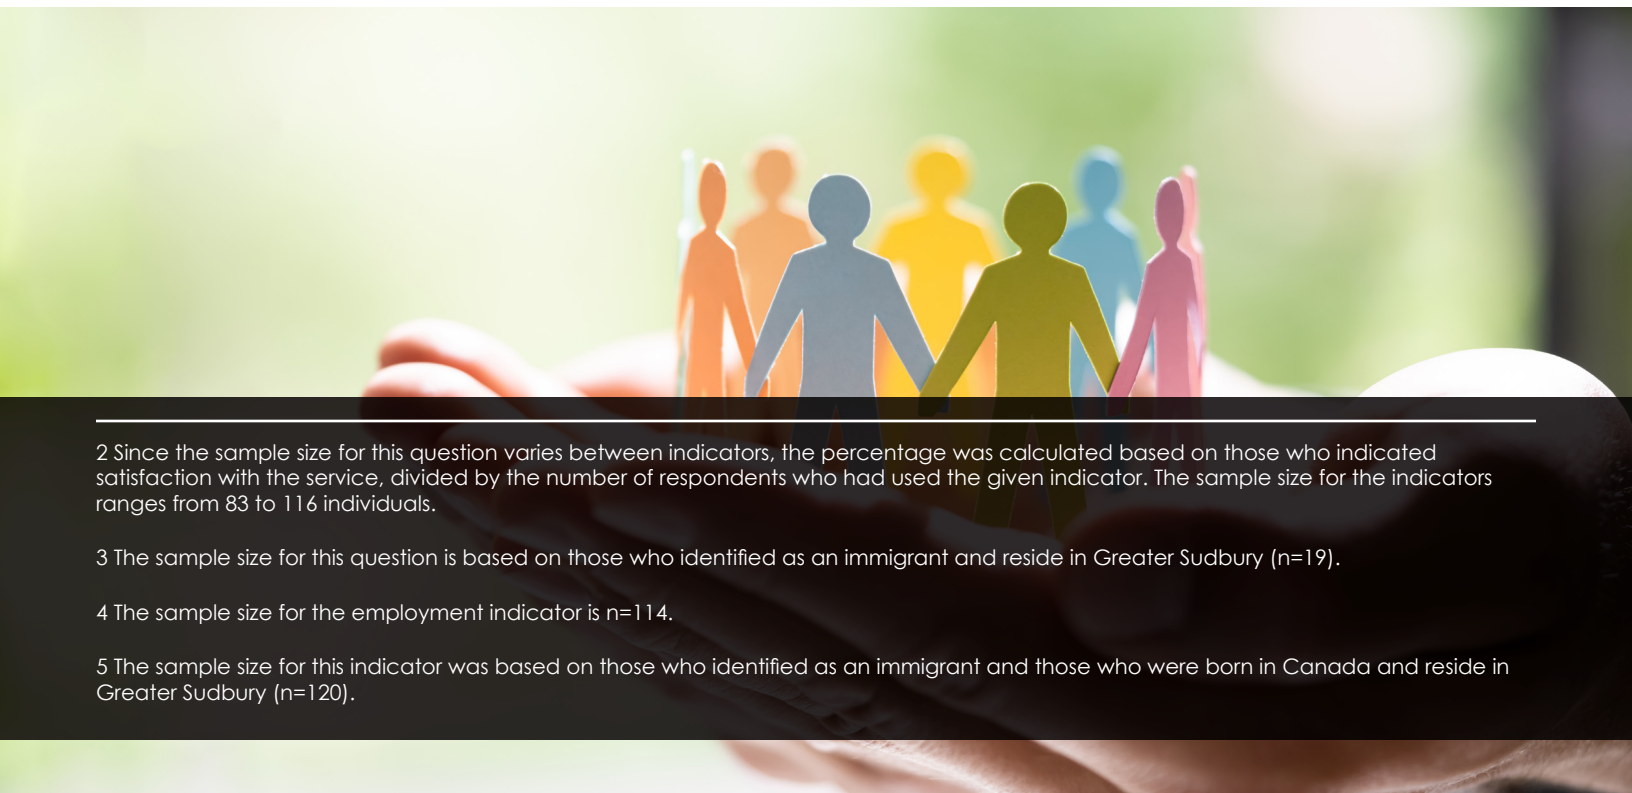 2 Since the sample size for this question varies between indicators, the percentage was calculated based on those who indicated
satisfaction with the service, divided by the number of respondents who had used the given indicator. The sample size for the indicators
ranges from 83 to 116 individuals.
3 The sample size for this question is based on those who identified as an immigrant and reside in Greater Sudbury (n=19).
4 The sample size for the employment indicator is n=114.
5 The sample size for this indicator was based on those who identified as an immigrant and those who were born in Canada and reside in
Greater Sudbury (n=120).